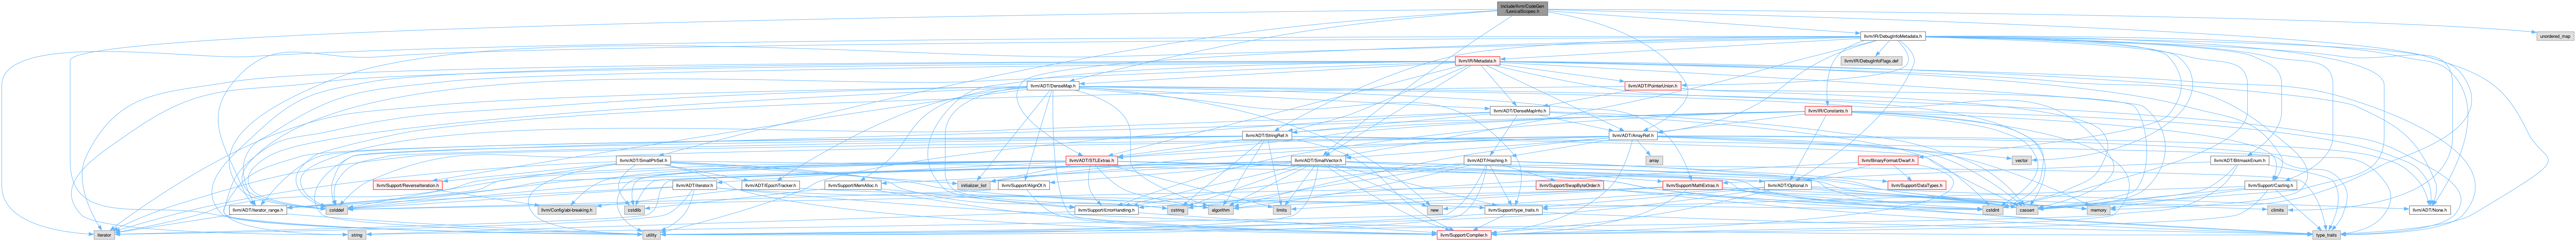 include/llvm/CodeGen
/LexicalScopes.h
llvm/IR/DebugInfoMetadata.h
unordered_map
llvm/IR/Metadata.h
llvm/IR/DebugInfoFlags.def
llvm/ADT/DenseMap.h
llvm/ADT/PointerUnion.h
llvm/ADT/DenseMapInfo.h
llvm/IR/Constants.h
llvm/ADT/StringRef.h
llvm/ADT/ArrayRef.h
llvm/ADT/SmallPtrSet.h
llvm/ADT/STLExtras.h
llvm/ADT/SmallVector.h
llvm/ADT/Hashing.h
vector
array
llvm/BinaryFormat/Dwarf.h
llvm/ADT/BitmaskEnum.h
llvm/Support/ReverseIteration.h
llvm/ADT/iterator.h
llvm/ADT/EpochTracker.h
llvm/Support/MemAlloc.h
initializer_list
llvm/Support/AlignOf.h
llvm/Support/SwapByteOrder.h
llvm/Support/MathExtras.h
llvm/ADT/Optional.h
llvm/Support/DataTypes.h
llvm/Support/Casting.h
llvm/ADT/iterator_range.h
cstddef
llvm/Config/abi-breaking.h
cstdlib
llvm/Support/ErrorHandling.h
cstring
algorithm
limits
new
llvm/Support/type_traits.h
cstdint
cassert
memory
climits
llvm/ADT/None.h
iterator
string
utility
llvm/Support/Compiler.h
type_traits